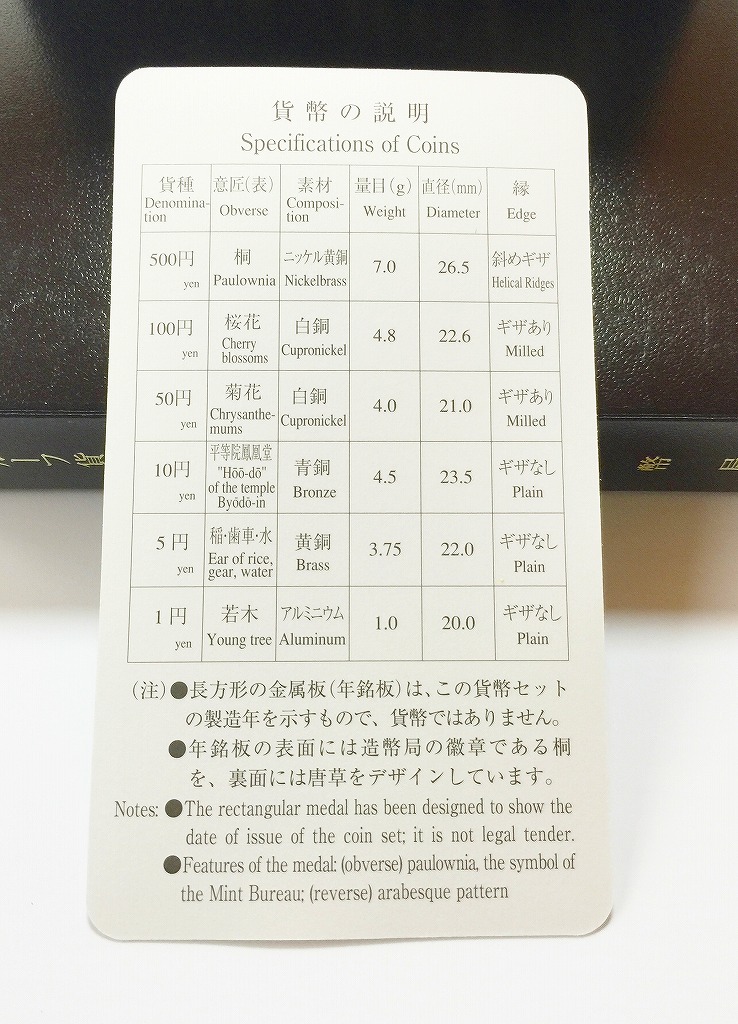 貨幣の説明
Specifications of Coins
貨種 意匠(表) 素材 量目(g) 直径(mm) 縁
Denomina-tion Obverse Composi-tion Weight Diameter Edge
500円 桐 ニッケル黄銅 7.0 26.5 斜めギザ
yen Paulownia Nickelbrass Helical Ridges
100円 桜花 白銅 4.8 22.6 ギザあり
yen Cherry blossoms Cupronickel Milled
50円 菊花 白銅 4.0 21.0 ギザあり
yen Chrysanthe-mums Cupronickel Milled
10円 平等院鳳凰堂 青銅 4.5 23.5 ギザなし
yen "Hōō-dō" of the temple Byōdō-in Bronze Plain
5円 稲・歯車・水 黄銅 3.75 22.0 ギザなし
yen Ear of rice, gear, water Brass Plain
1円 若木 アルミニウム 1.0 20.0 ギザなし
yen Young tree Aluminum Plain
(注)●長方形の金属板(年銘板)は、この貨幣セット
の製造年を示すもので、貨幣ではありません。
●年銘板の表面には造幣局の徽章である桐
を、裏面には唐草をデザインしています。
Notes: ●The rectangular medal has been designed to show the
date of issue of the coin set; it is not legal tender.
●Features of the medal: (obverse) paulownia, the symbol of
the Mint Bureau; (reverse) arabesque pattern